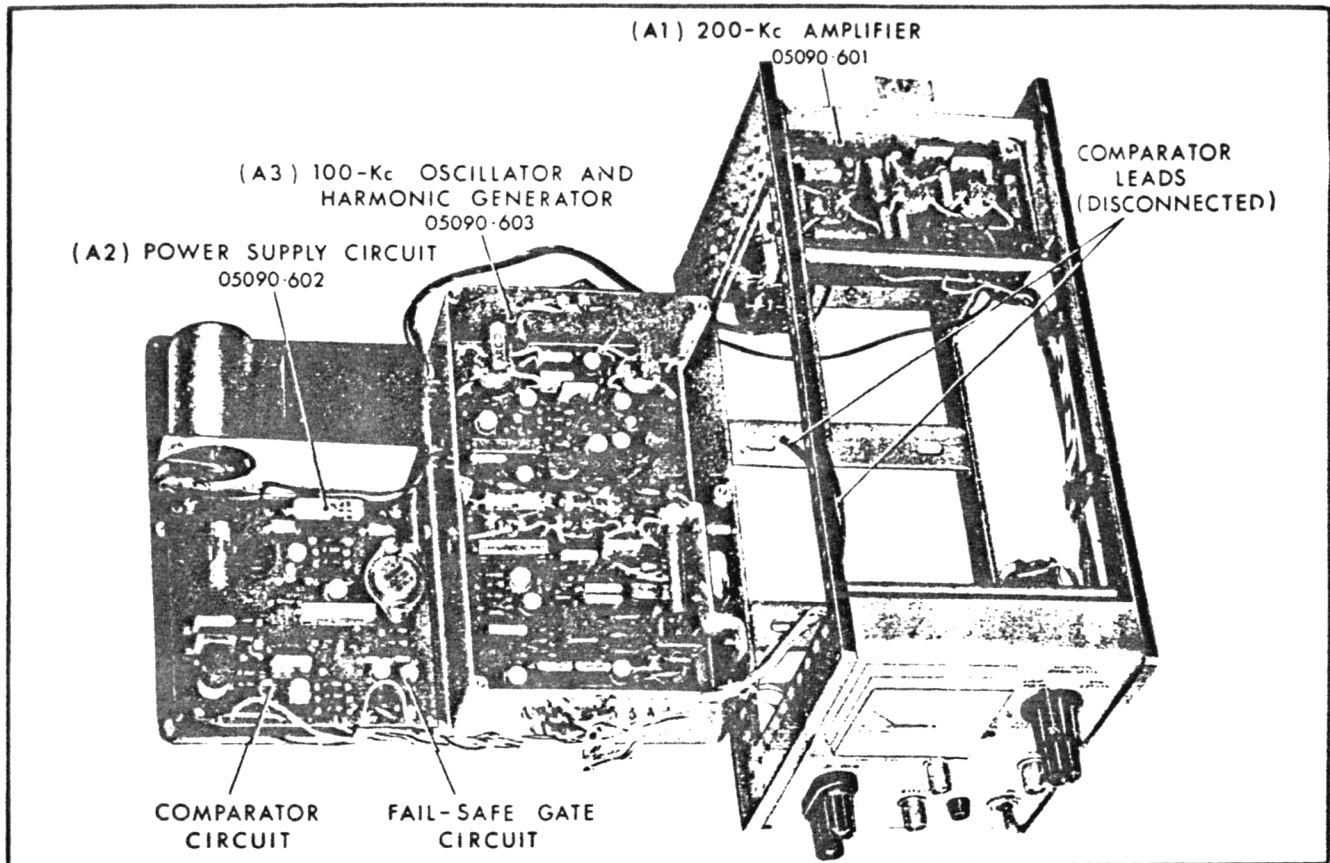 (A1) 200-Kc AMPLIFIER
05090-601
(A3) 100-Kc OSCILLATOR AND
HARMONIC GENERATOR
05090-603
(A2) POWER SUPPLY CIRCUIT
05090-602
COMPARATOR
LEADS
(DISCONNECTED)
COMPARATOR
CIRCUIT
FAIL-SAFE GATE
CIRCUIT